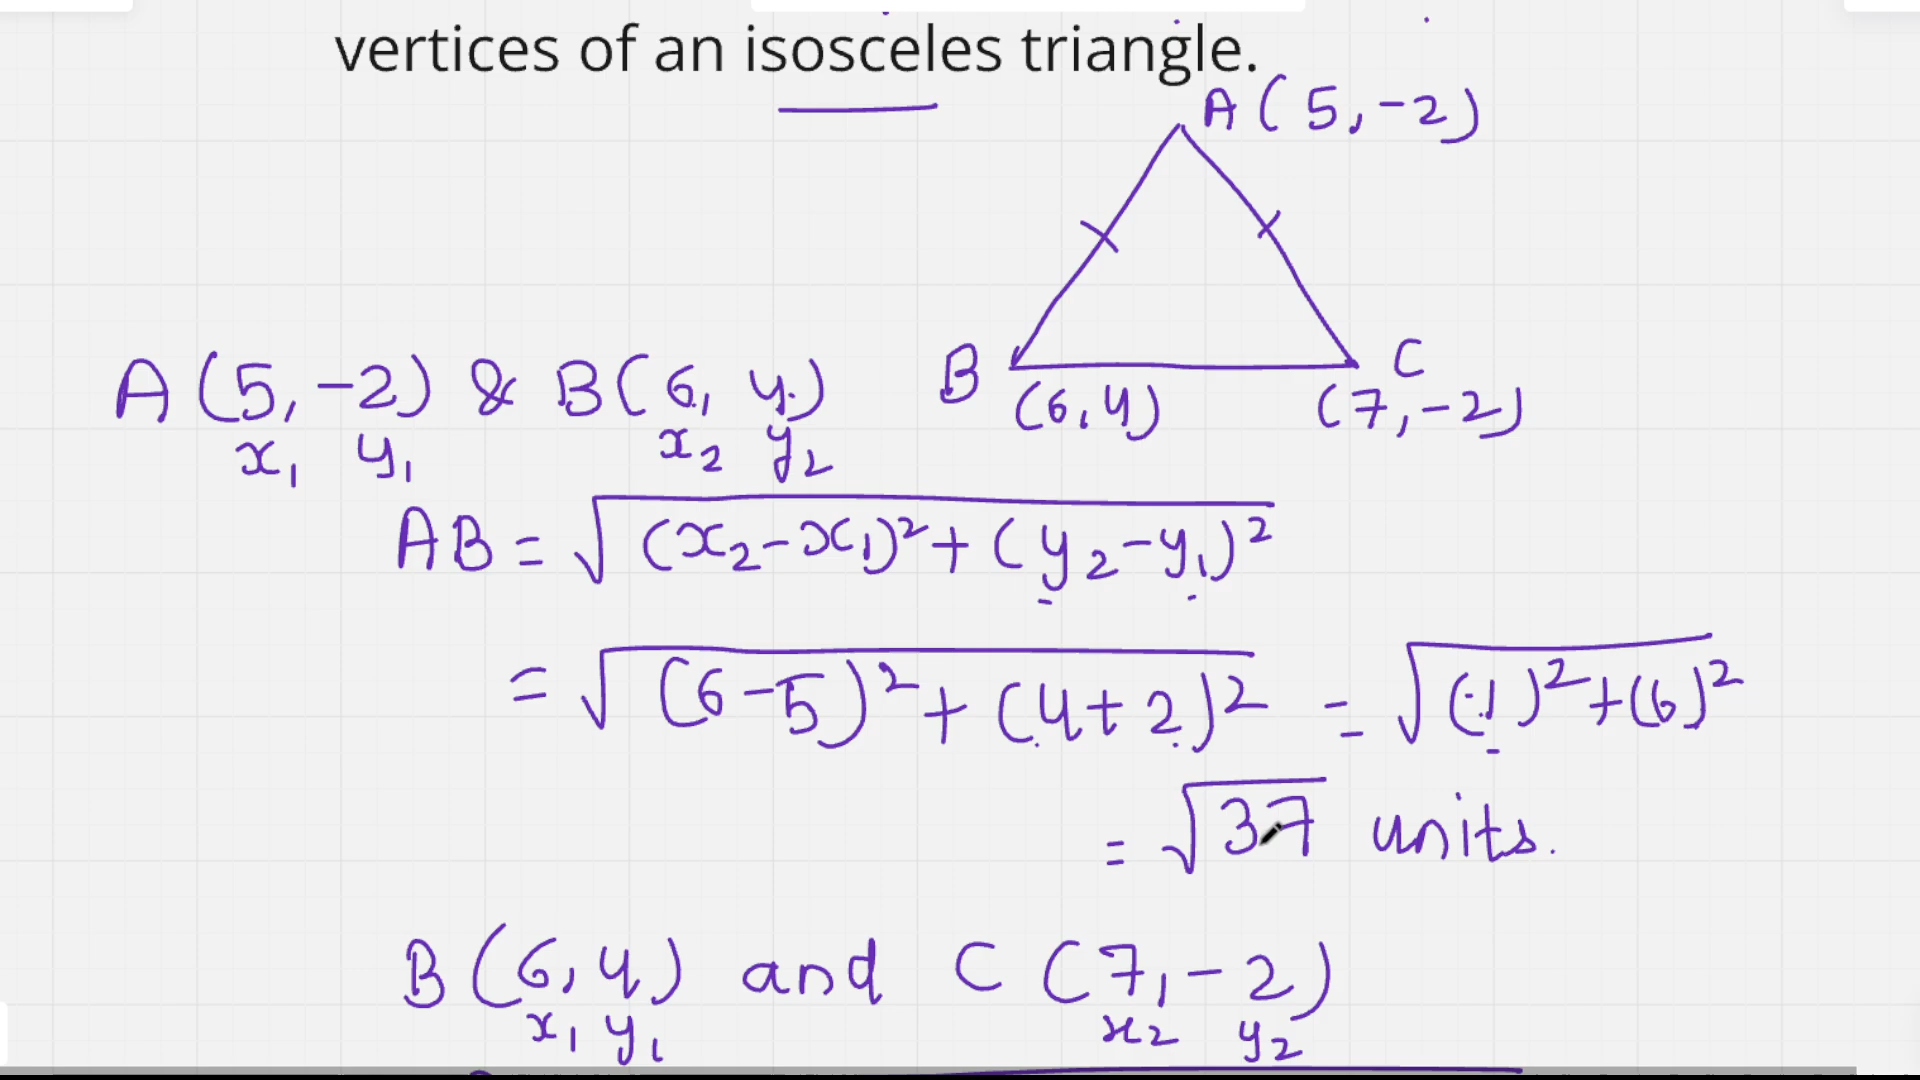 vertices of an isosceles triangle.
A(5,-2)
B
(6,4)
C
(7,-2)
A(5,-2) & B(6,4)
x₁ y₁ x₂ y₂
AB = √(x₂-x₁)²+(y₂-y₁)²
= √(6-5)²+(4+2)² = √(1)²+(6)²
= √37 units.
B(6,4) and C(7,-2)
x₁ y₁ x₂ y₂